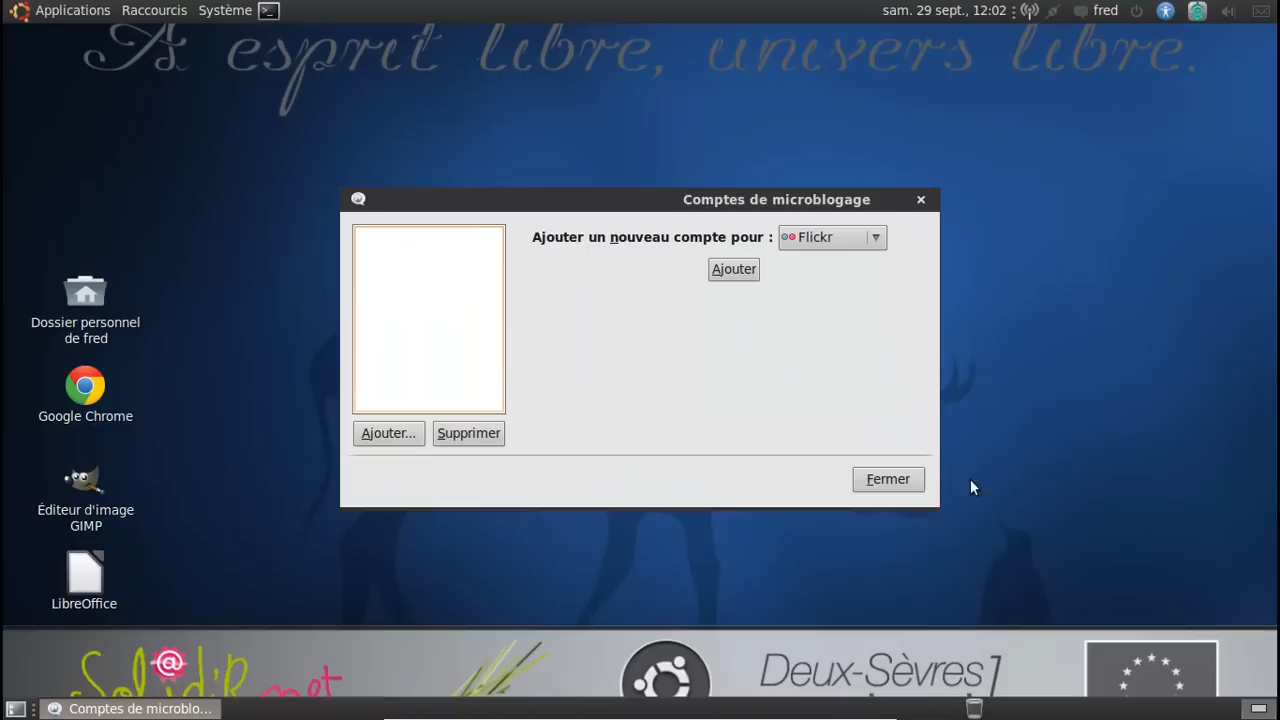 Applications Raccourcis Système
sam. 29 sept., 12:02 fred
A esprit libre, univers libre.
Comptes de microblogage
Ajouter un nouveau compte pour : Flickr
Ajouter
Ajouter... Supprimer
Fermer
Dossier personnel
de fred
Google Chrome
Éditeur d'image
GIMP
LibreOffice
Solid@R net
Deux-Sèvres
Comptes de microblo...